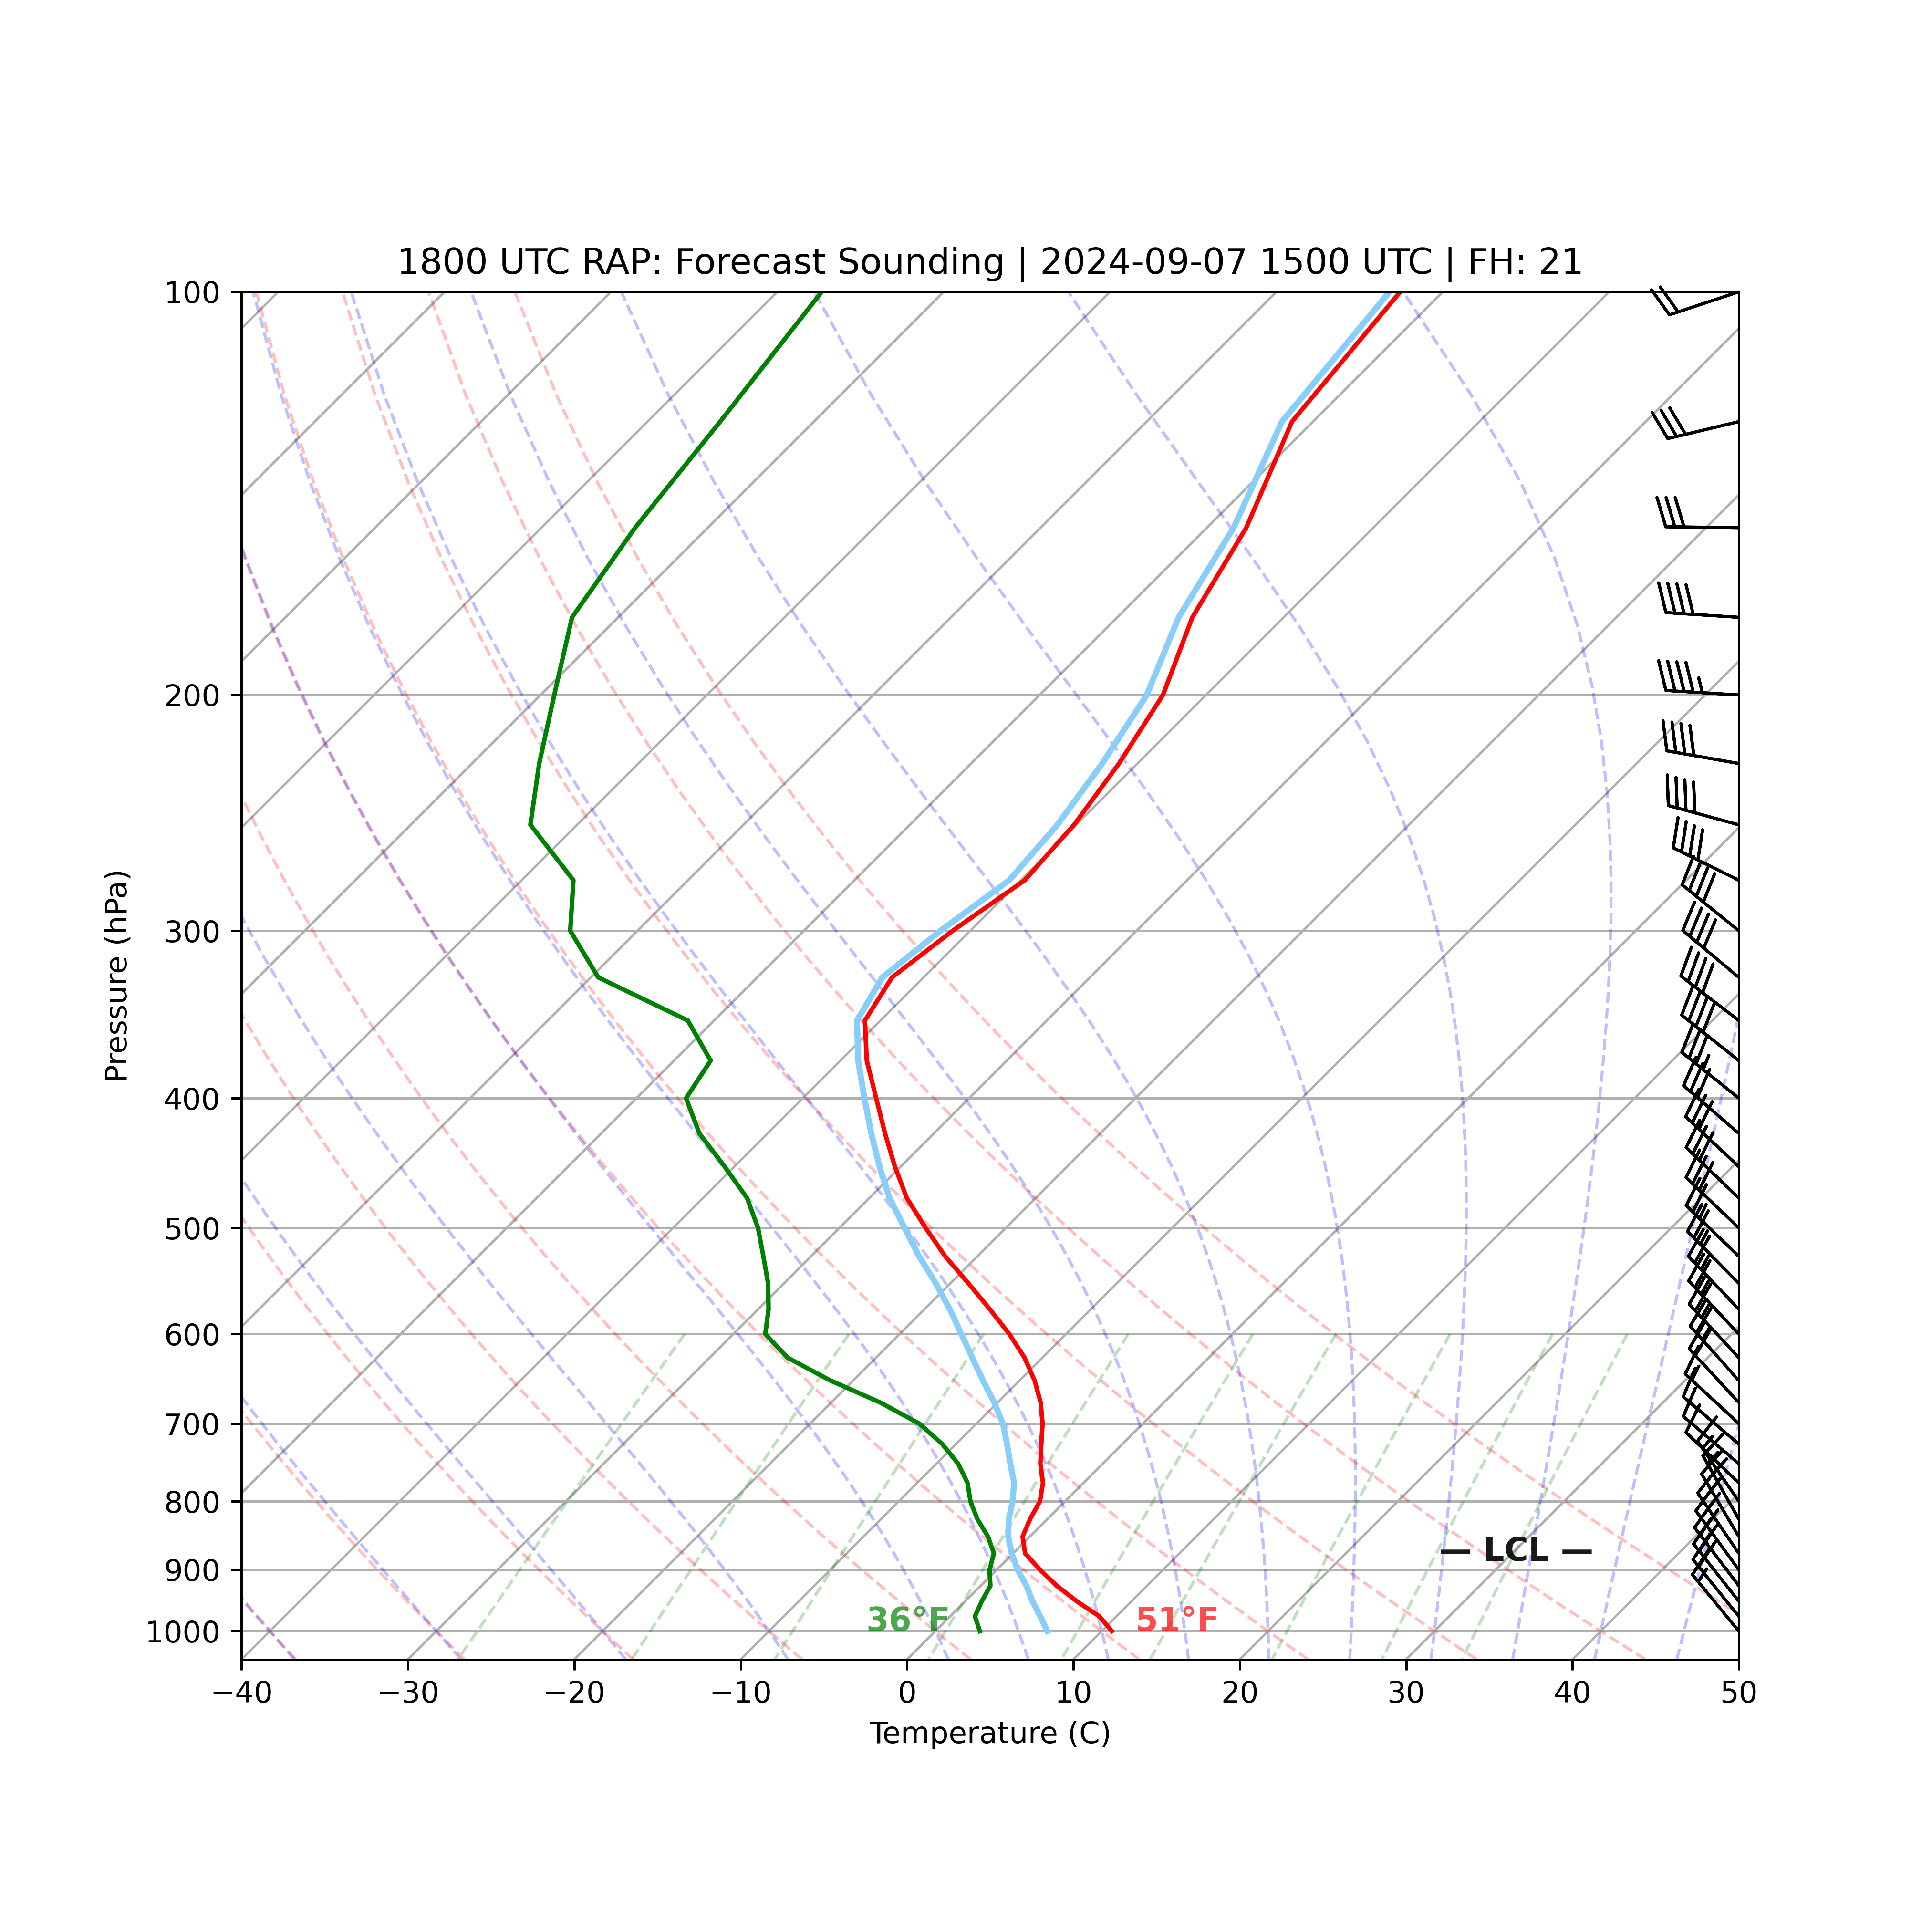 1800 UTC RAP: Forecast Sounding | 2024-09-07 1500 UTC | FH: 21
100
200
300
400
500
600
700
800
900
1000
Pressure (hPa)
— LCL —
36°F 51°F
−40 −30 −20 −10 0 10 20 30 40 50
Temperature (C)